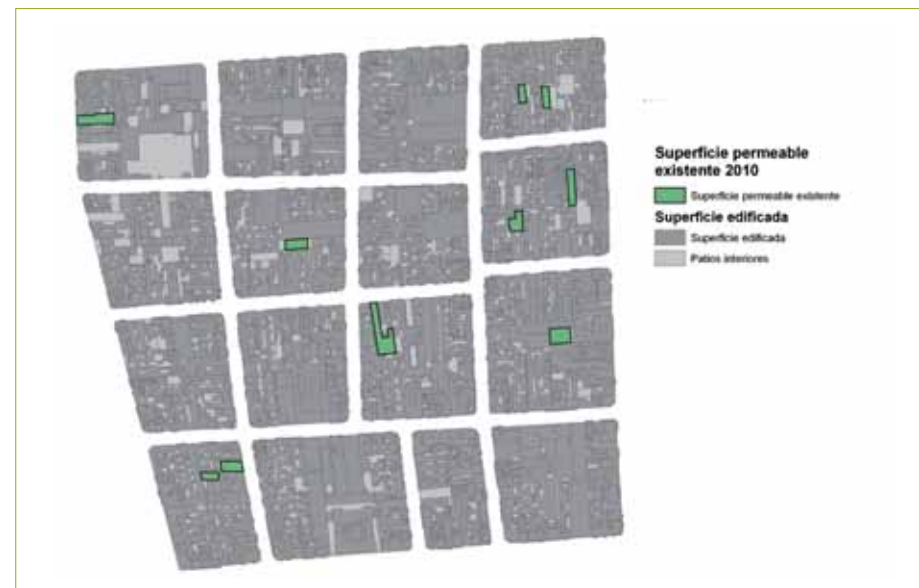 Superficie permeable
existente 2010
Superficie permeable existente
Superficie edificada
Superficie edificada
Patios interiores